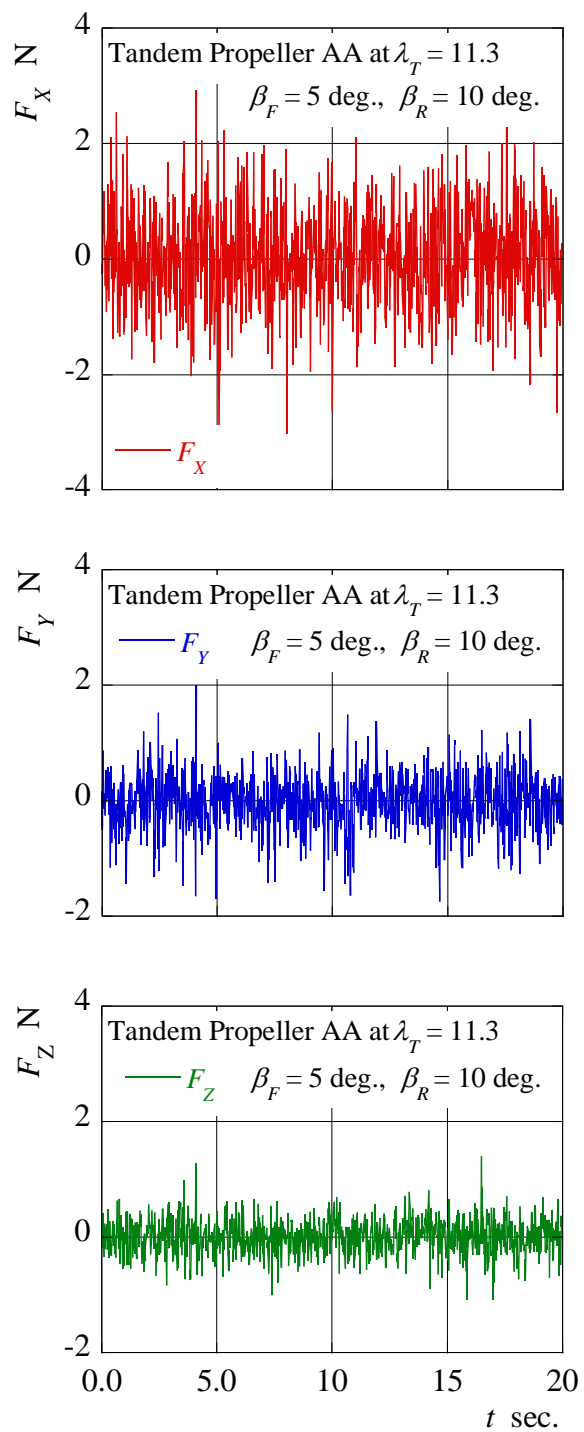 4
Tandem Propeller AA at λ_T = 11.3
F_X N
β_F = 5 deg., β_R = 10 deg.
2
0
-2
F_X
-4
4
Tandem Propeller AA at λ_T = 11.3
F_Y N
F_Y β_F = 5 deg., β_R = 10 deg.
2
0
-2
4
Tandem Propeller AA at λ_T = 11.3
F_Z N
F_Z β_F = 5 deg., β_R = 10 deg.
2
0
-2
0.0 5.0 10 15 20
t sec.